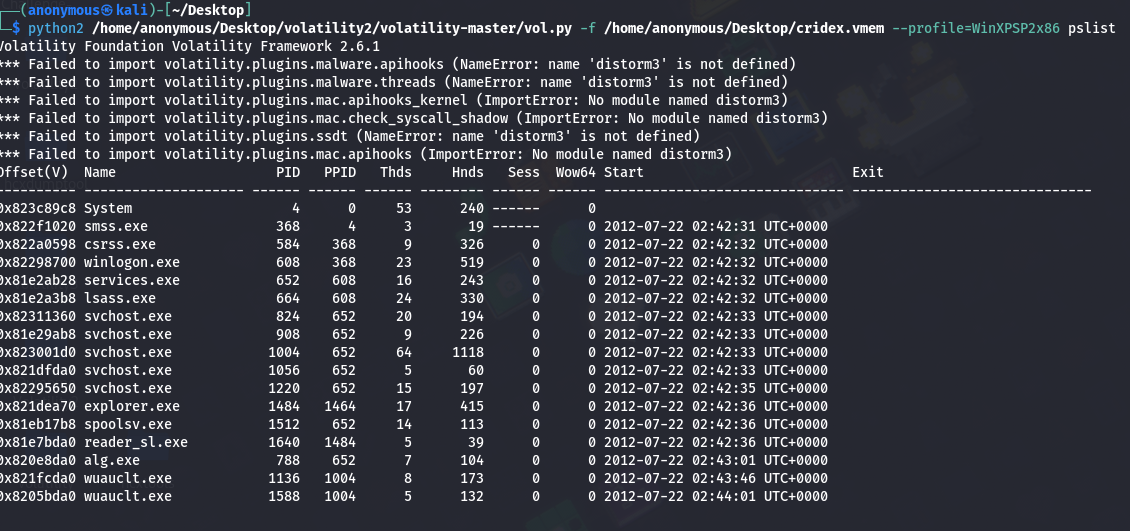 (anonymous㉿kali)-[~/Desktop]
$ python2 /home/anonymous/Desktop/volatility2/volatility-master/vol.py -f /home/anonymous/Desktop/cridex.vmem --profile=WinXPSP2x86 pslist
Volatility Foundation Volatility Framework 2.6.1
*** Failed to import volatility.plugins.malware.apihooks (NameError: name 'distorm3' is not defined)
*** Failed to import volatility.plugins.malware.threads (NameError: name 'distorm3' is not defined)
*** Failed to import volatility.plugins.mac.apihooks_kernel (ImportError: No module named distorm3)
*** Failed to import volatility.plugins.mac.check_syscall_shadow (ImportError: No module named distorm3)
*** Failed to import volatility.plugins.ssdt (NameError: name 'distorm3' is not defined)
*** Failed to import volatility.plugins.mac.apihooks (ImportError: No module named distorm3)
Offset(V)  Name                    PID   PPID   Thds     Hnds   Sess  Wow64 Start                          Exit
---------- -------------------- ------ ------ ------ -------- ------ ------ ------------------------------ ------------------------------
0x823c89c8 System                    4      0     53      240 ------      0
0x822f1020 smss.exe                368      4      3       19 ------      0 2012-07-22 02:42:31 UTC+0000
0x822a0598 csrss.exe               584    368      9      326      0      0 2012-07-22 02:42:32 UTC+0000
0x82298700 winlogon.exe            608    368     23      519      0      0 2012-07-22 02:42:32 UTC+0000
0x81e2ab28 services.exe            652    608     16      243      0      0 2012-07-22 02:42:32 UTC+0000
0x81e2a3b8 lsass.exe               664    608     24      330      0      0 2012-07-22 02:42:32 UTC+0000
0x82311360 svchost.exe             824    652     20      194      0      0 2012-07-22 02:42:33 UTC+0000
0x81e29ab8 svchost.exe             908    652      9      226      0      0 2012-07-22 02:42:33 UTC+0000
0x823001d0 svchost.exe            1004    652     64     1118      0      0 2012-07-22 02:42:33 UTC+0000
0x821dfda0 svchost.exe            1056    652      5       60      0      0 2012-07-22 02:42:33 UTC+0000
0x82295650 svchost.exe            1220    652     15      197      0      0 2012-07-22 02:42:35 UTC+0000
0x821dea70 explorer.exe           1484   1464     17      415      0      0 2012-07-22 02:42:36 UTC+0000
0x81eb17b8 spoolsv.exe            1512    652     14      113      0      0 2012-07-22 02:42:36 UTC+0000
0x81e7bda0 reader_sl.exe          1640   1484      5       39      0      0 2012-07-22 02:42:36 UTC+0000
0x820e8da0 alg.exe                 788    652      7      104      0      0 2012-07-22 02:43:01 UTC+0000
0x821fcda0 wuauclt.exe            1136   1004      8      173      0      0 2012-07-22 02:43:46 UTC+0000
0x8205bda0 wuauclt.exe            1588   1004      5      132      0      0 2012-07-22 02:44:01 UTC+0000